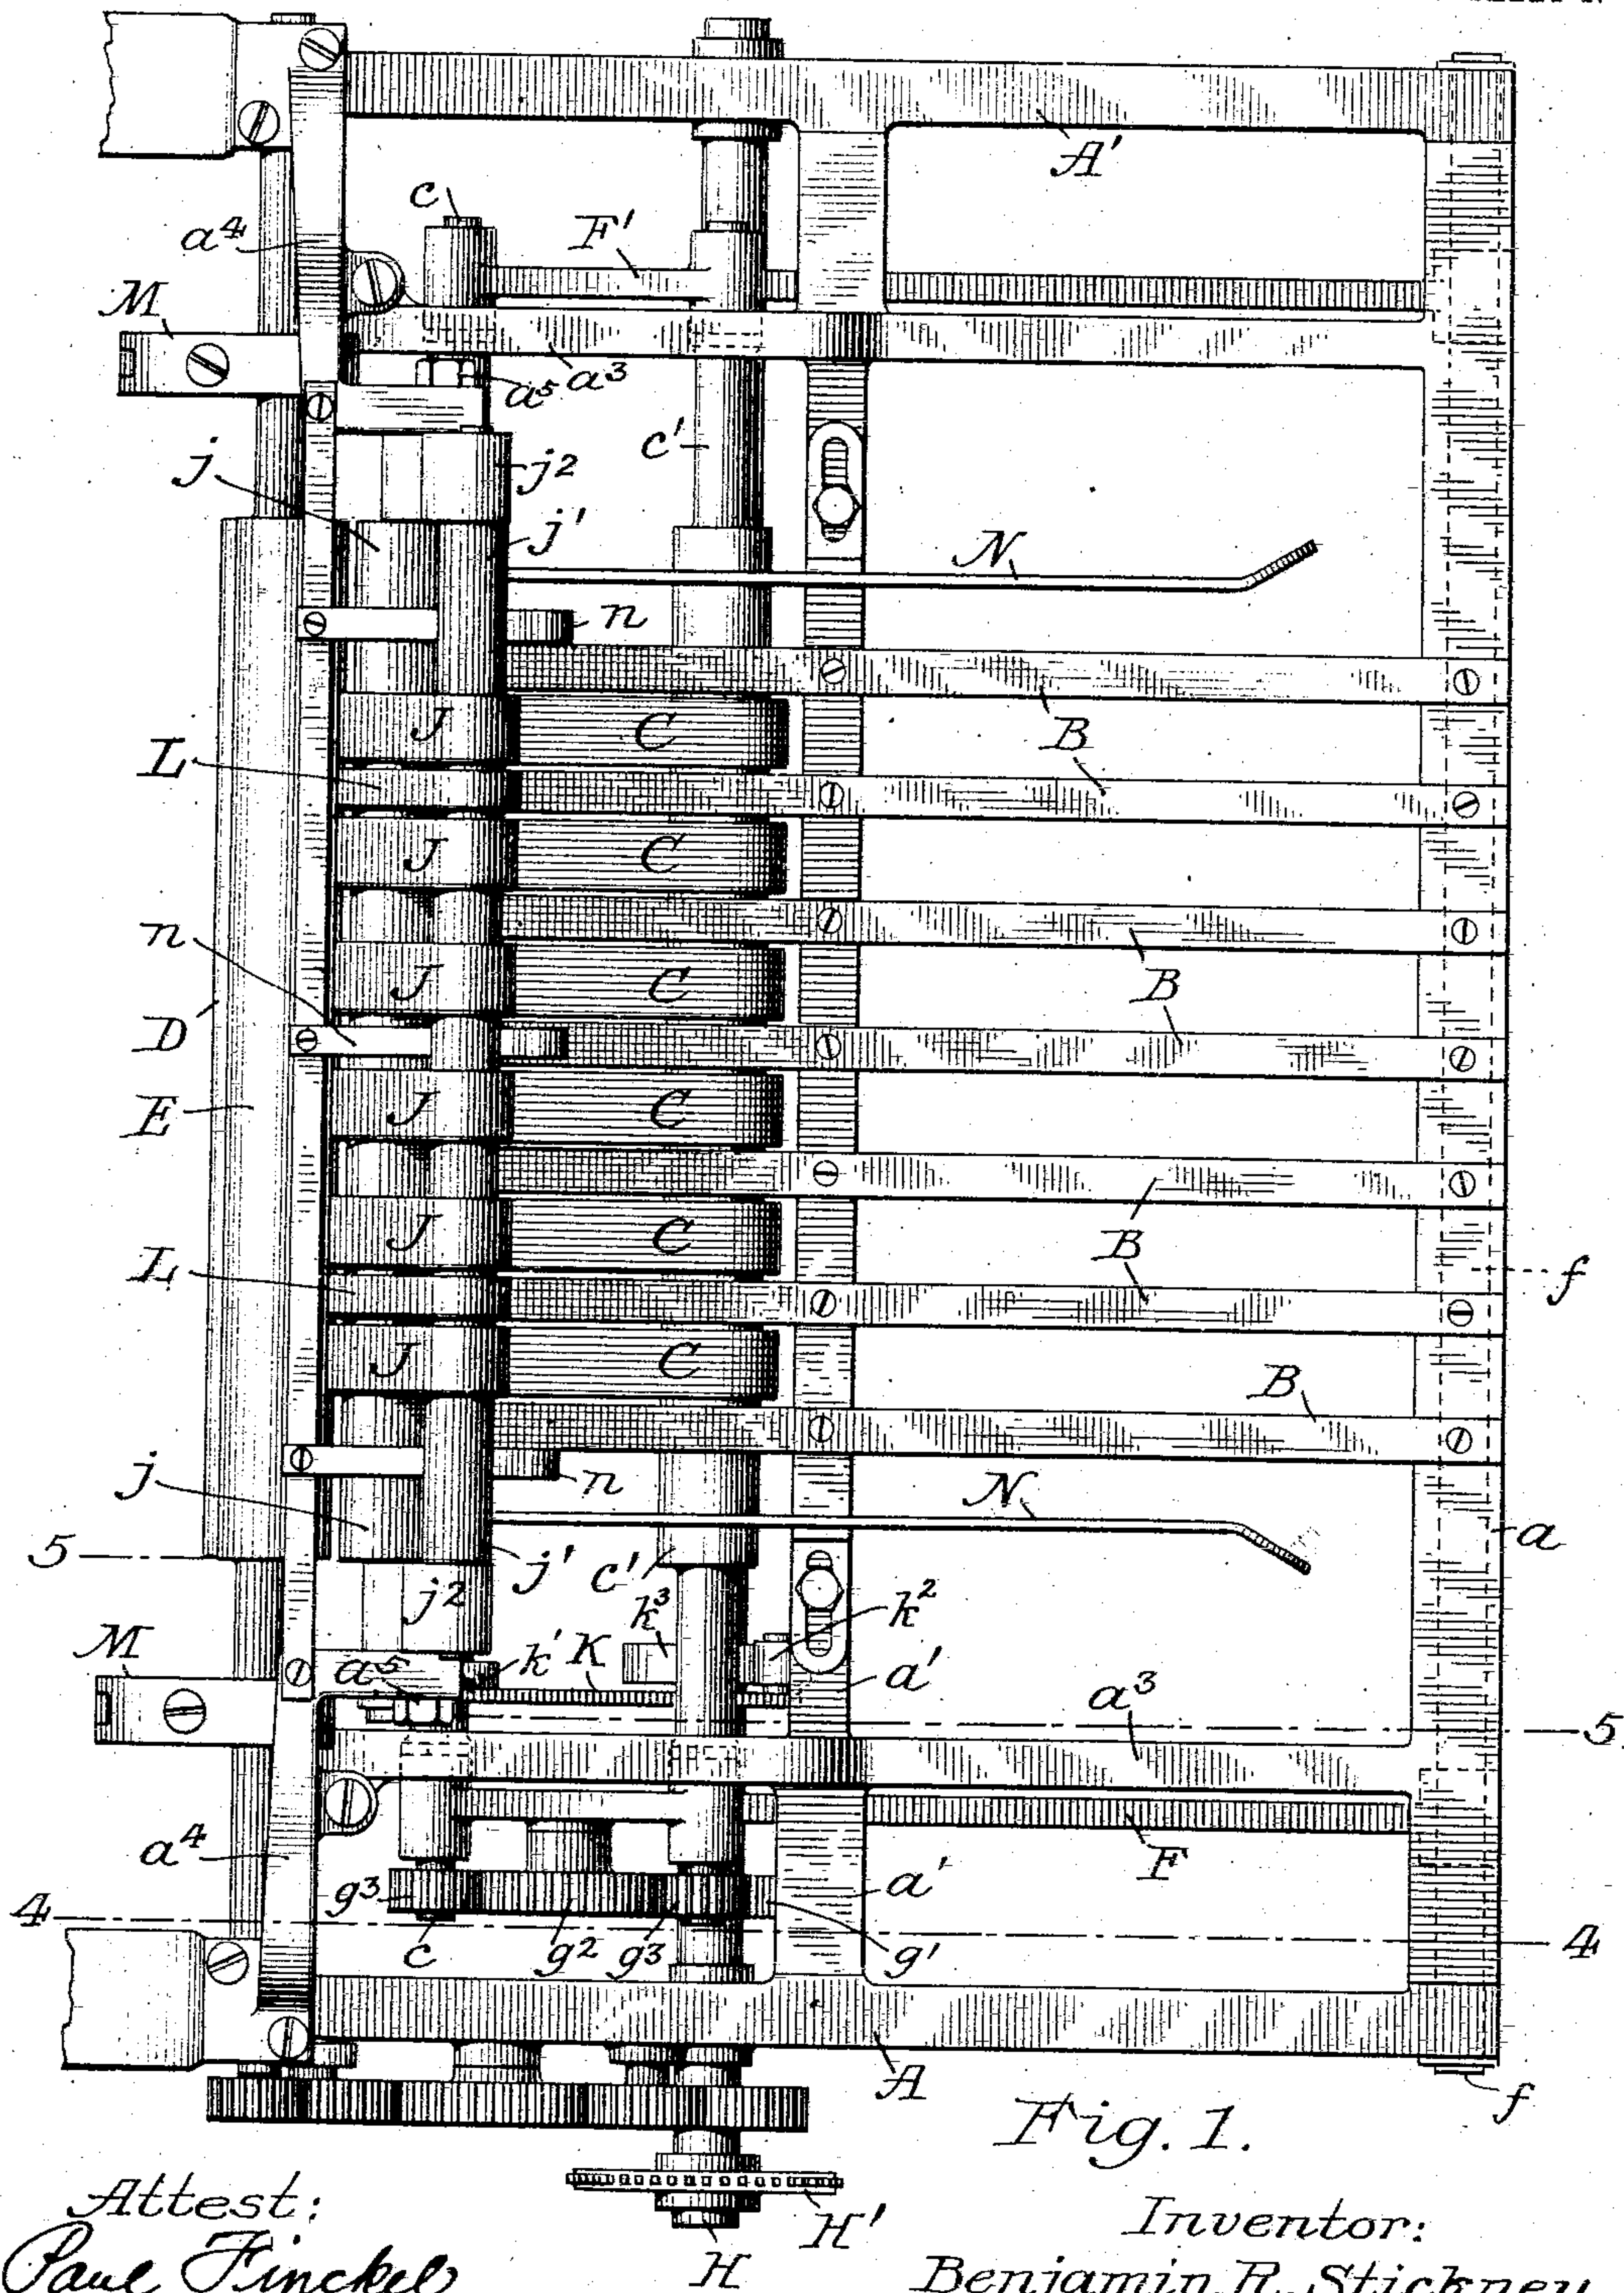 A'
c
F'
a4
M
a5 a3
c'
j
j2
j'
N
n
J C
B
L
J C
n
J C
B
D
E
J C
J C
B
L
f
J C
B
j
n
N
a
5
j'
c'
j2
k3
k2
M
k'
K
a5
a'
a3
5
a4
F
g3
a'
4
c
g2
g3
g'
4
A
f
Fig. 1.
Attest:
H'
Inventor:
Paul Finckel
H
Benjamin R. Stickney